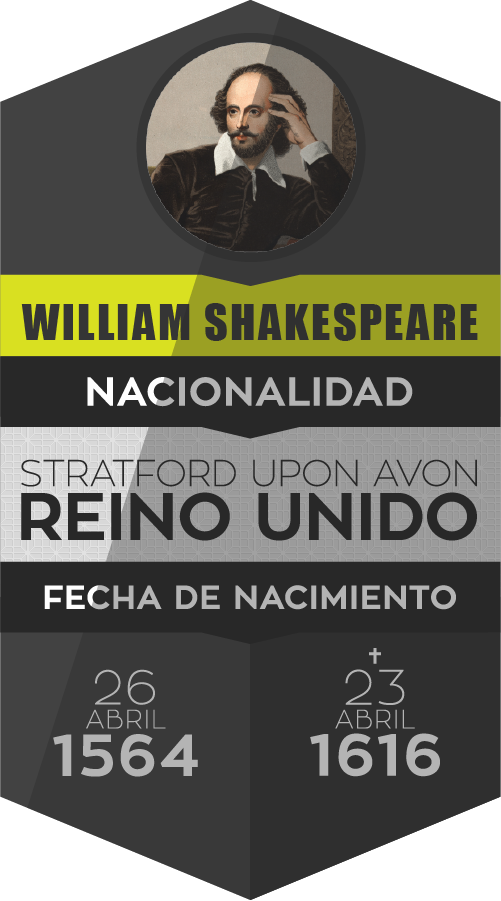 WILLIAM SHAKESPEARE
NACIONALIDAD
STRATFORD UPON AVON
REINO UNIDO
FECHA DE NACIMIENTO
26
ABRIL
1564
✝
23
ABRIL
1616